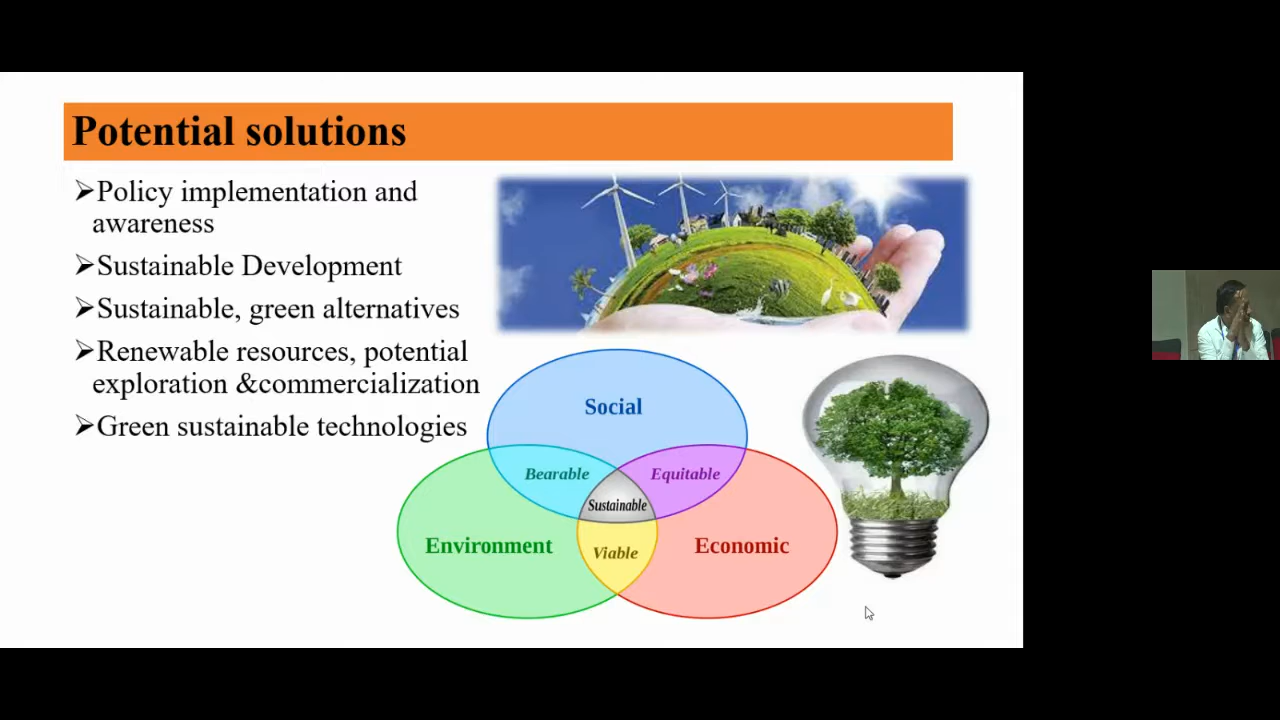 Potential solutions
➢Policy implementation and
awareness
➢Sustainable Development
➢Sustainable, green alternatives
➢Renewable resources, potential
exploration &commercialization
➢Green sustainable technologies
Social
Bearable
Equitable
Sustainable
Environment
Viable
Economic